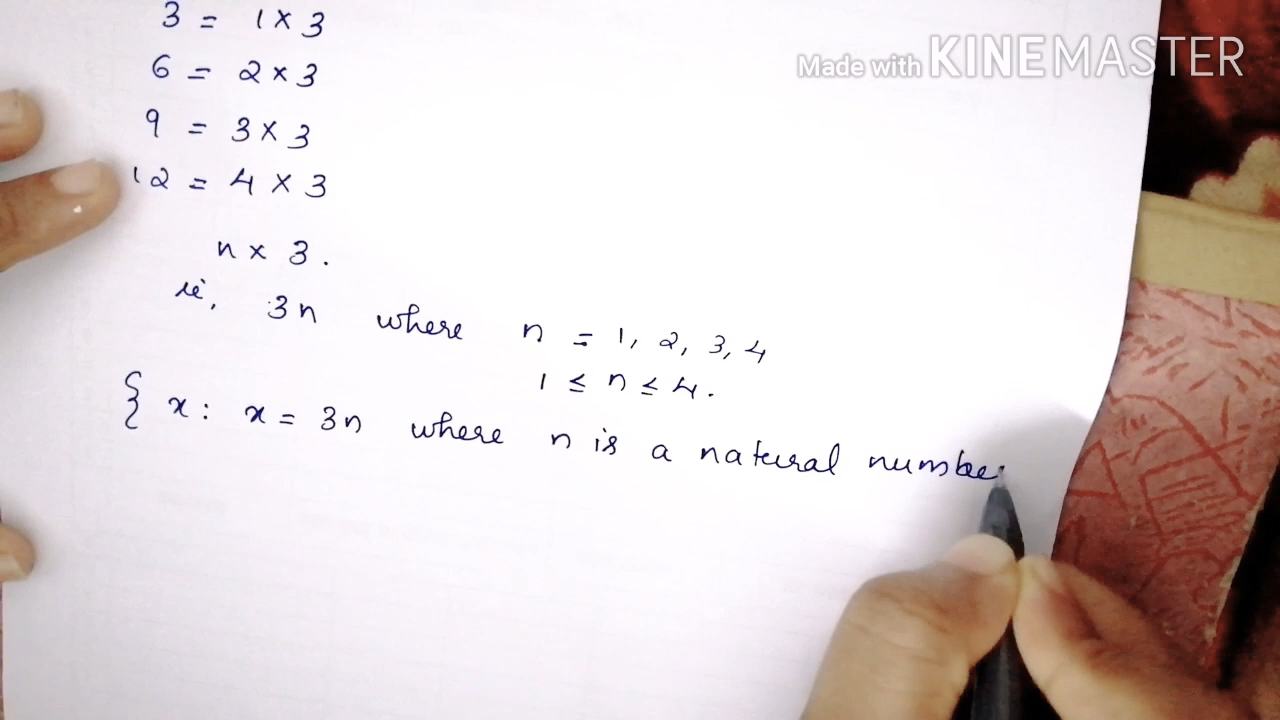 3 = 1 × 3
Made with KINEMASTER
6 = 2 × 3
9 = 3 × 3
12 = 4 × 3
n × 3.
ie, 3n where n = 1, 2, 3, 4
1 ≤ n ≤ 4.
{ x : x = 3n where n is a natural numbe